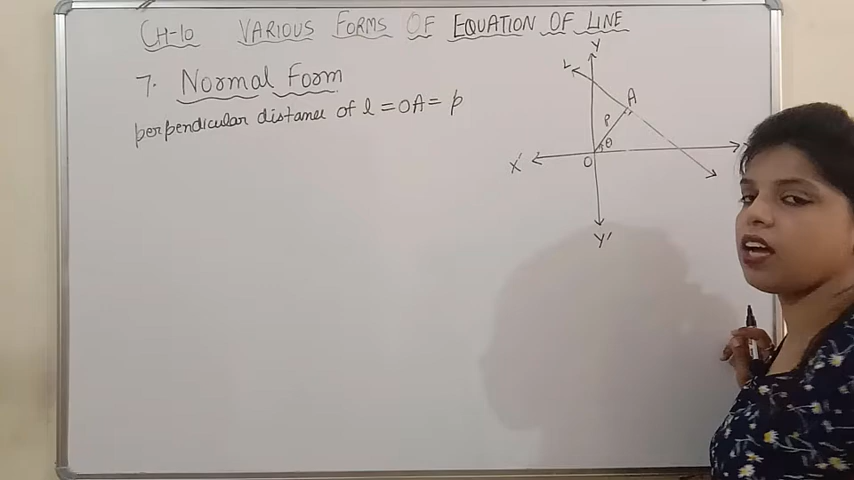 CH-10 VARIOUS FORMS OF EQUATION OF LINE
7. Normal Form
perpendicular distance of l = OA = p
Y
L
A
P
θ
O
X'
Y'